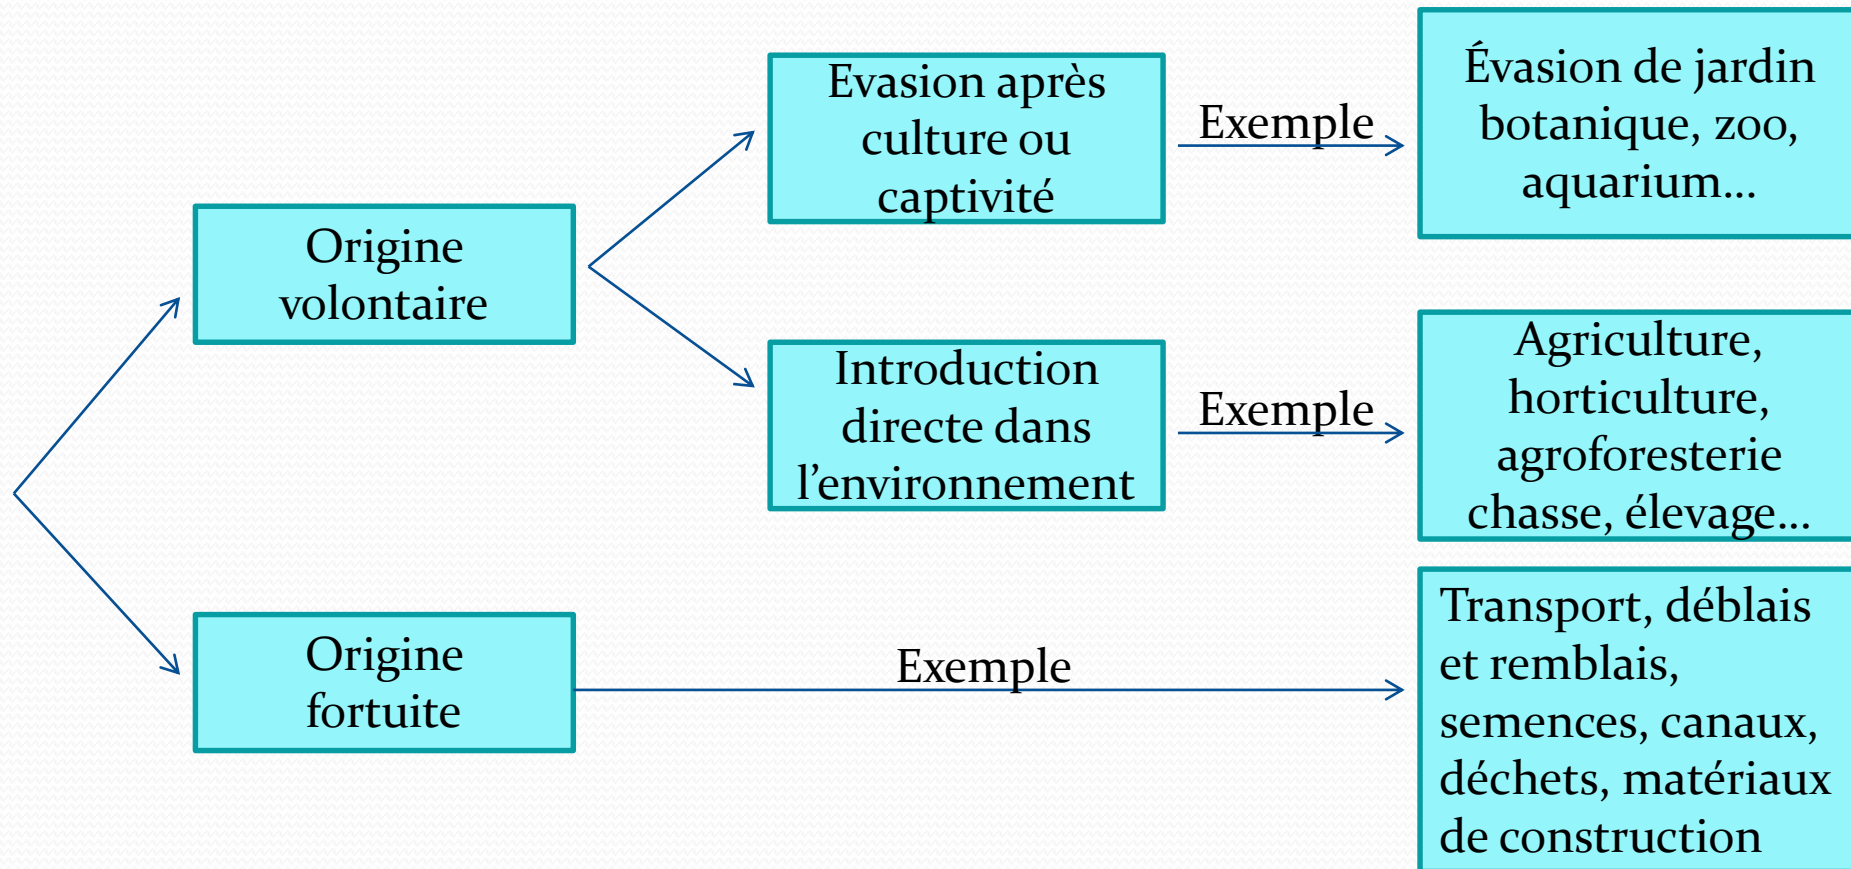 Origine
volontaire
Evasion après
culture ou
captivité
Exemple
Évasion de jardin
botanique, zoo,
aquarium...
Introduction
directe dans
l'environnement
Exemple
Agriculture,
horticulture,
agroforesterie
chasse, élevage...
Origine
fortuite
Exemple
Transport, déblais
et remblais,
semences, canaux,
déchets, matériaux
de construction